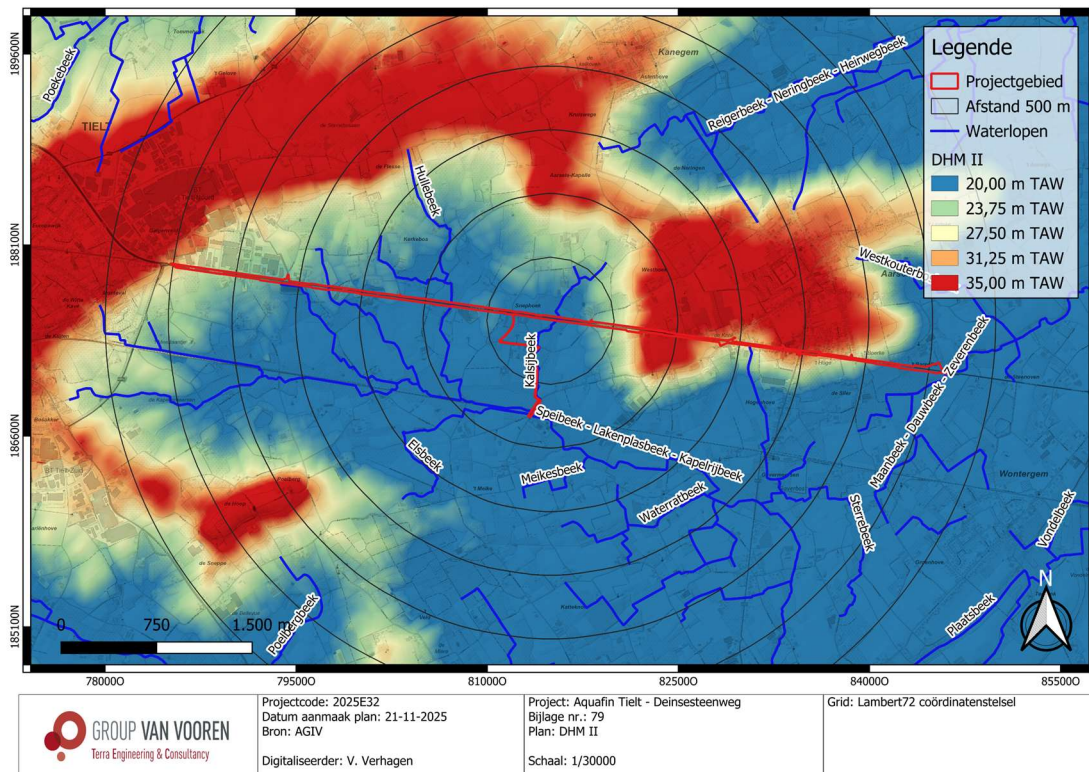 189600N
188100N
186600N
185100N
Poekebeek
TIELT
Kanegem
Reigerbeek - Neringbeek - Heirwegbeek
Hullebeek
Westkouterbo
Aars
Kalsijbeek
Speibeek - Lakenplasbeek - Kapelrijbeek
Maanbeek - Dauwbeek - Zeverenbeek
Elsbeek
Meikesbeek
Waterratbeek
Sterrebeek
Wontergem
Vondelbeek
Plaatsbeek
Poelbergbeek
Legende
Projectgebied
Afstand 500 m
Waterlopen
DHM II
20,00 m TAW
23,75 m TAW
27,50 m TAW
31,25 m TAW
35,00 m TAW
N
0 750 1.500 m
780000 795000 810000 825000 840000 855000
GROUP VAN VOOREN
Terra Engineering & Consultancy
Projectcode: 2025E32
Datum aanmaak plan: 21-11-2025
Bron: AGIV
Digitaliseerder: V. Verhagen
Project: Aquafin Tielt - Deinsesteenweg
Bijlage nr.: 79
Plan: DHM II
Schaal: 1/30000
Grid: Lambert72 coördinatenstelsel